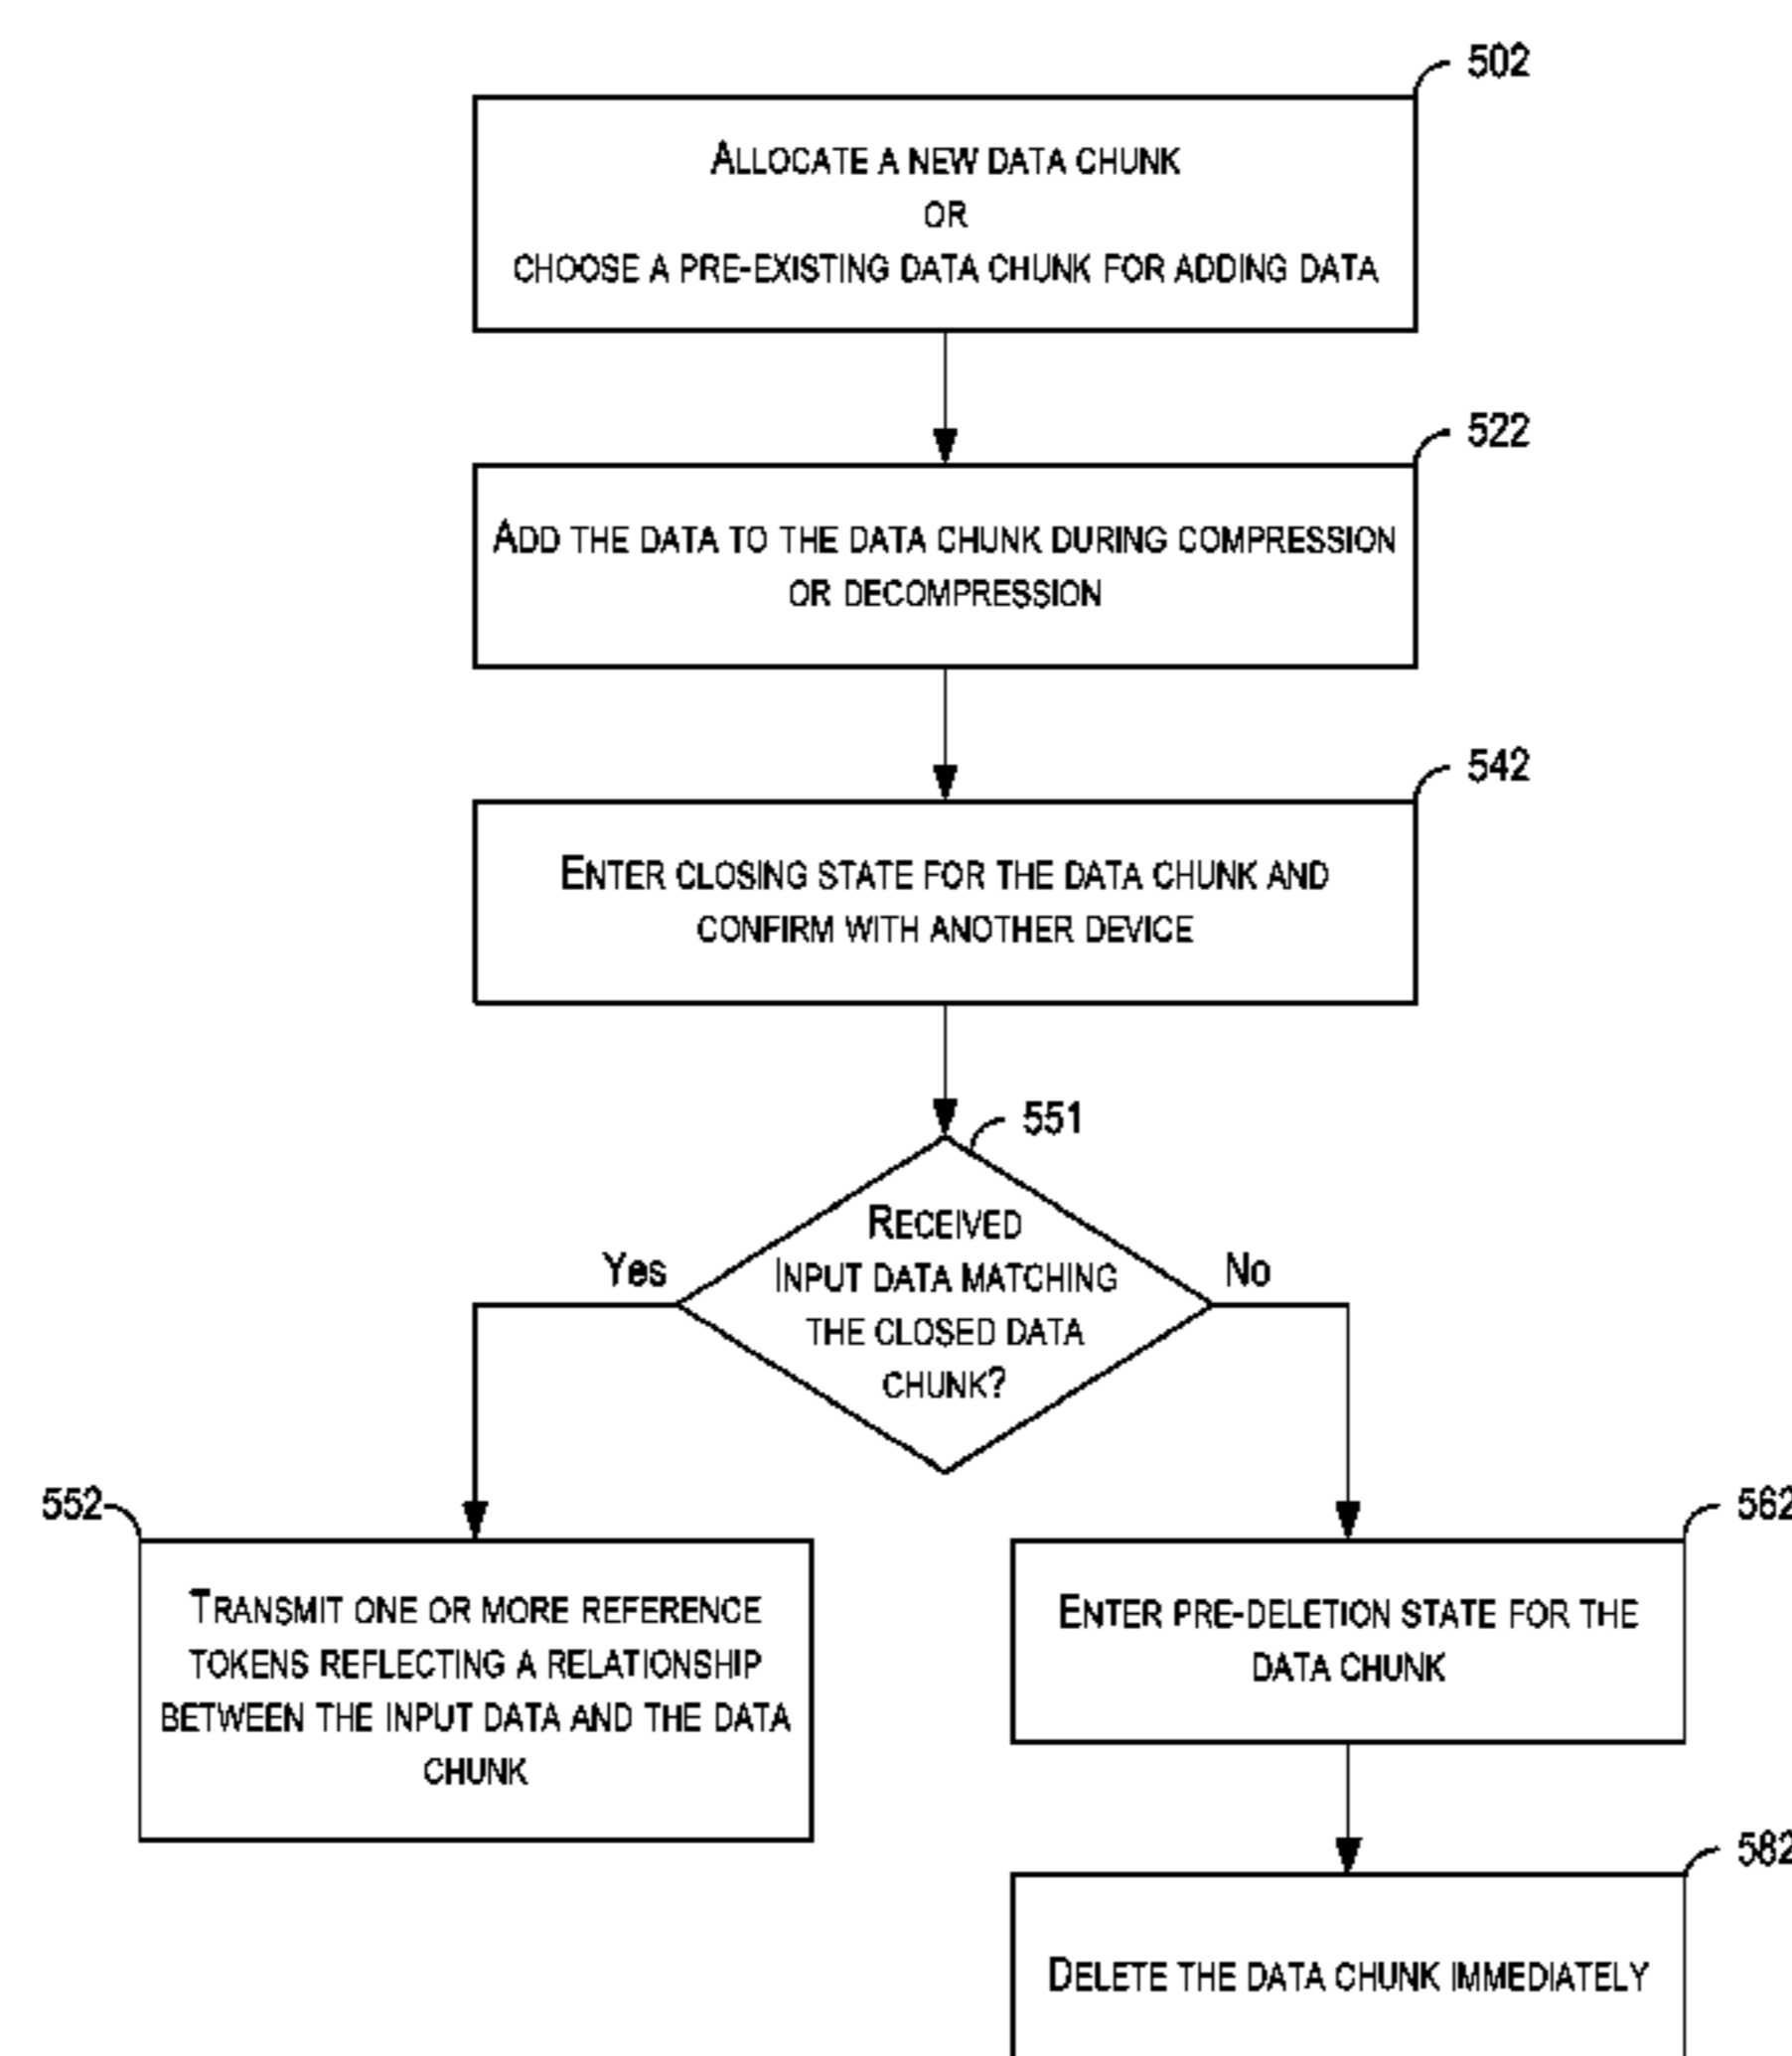 502
ALLOCATE A NEW DATA CHUNK
OR
CHOOSE A PRE-EXISTING DATA CHUNK FOR ADDING DATA
522
ADD THE DATA TO THE DATA CHUNK DURING COMPRESSION
OR DECOMPRESSION
542
ENTER CLOSING STATE FOR THE DATA CHUNK AND
CONFIRM WITH ANOTHER DEVICE
551
RECEIVED
INPUT DATA MATCHING
THE CLOSED DATA
CHUNK?
Yes
No
552
TRANSMIT ONE OR MORE REFERENCE
TOKENS REFLECTING A RELATIONSHIP
BETWEEN THE INPUT DATA AND THE DATA
CHUNK
562
ENTER PRE-DELETION STATE FOR THE
DATA CHUNK
582
DELETE THE DATA CHUNK IMMEDIATELY